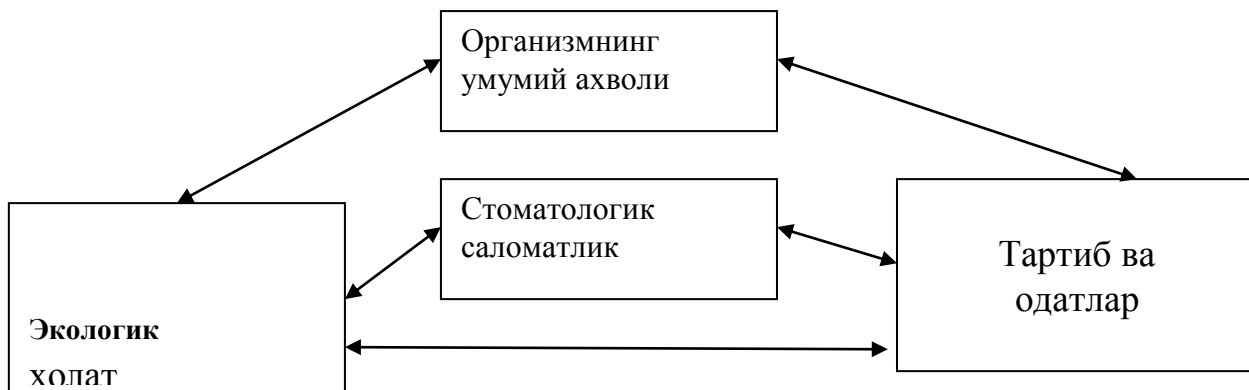 Организмнинг
умумий ахволи
Стоматологик
саломатлик
Тартиб ва
одатлар
Экологик
холат